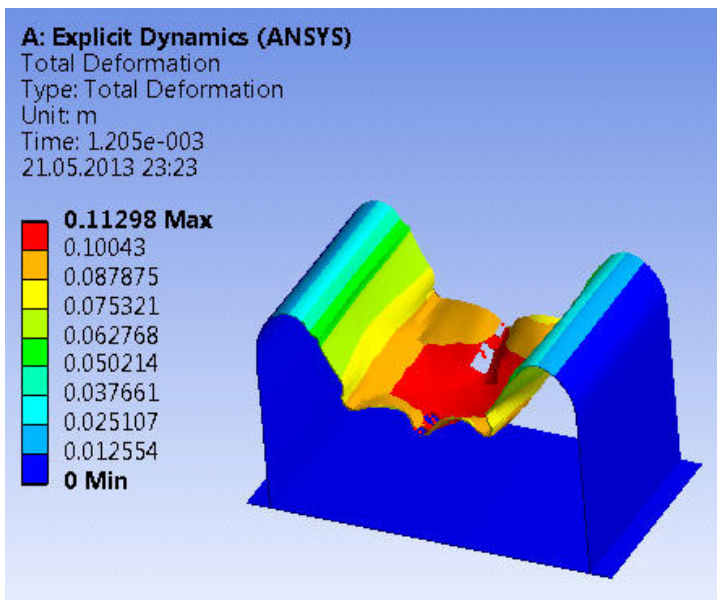 A: Explicit Dynamics (ANSYS)
Total Deformation
Type: Total Deformation
Unit: m
Time: 1.205e-003
21.05.2013 23:23
0.11298 Max
0.10043
0.087875
0.075321
0.062768
0.050214
0.037661
0.025107
0.012554
0 Min